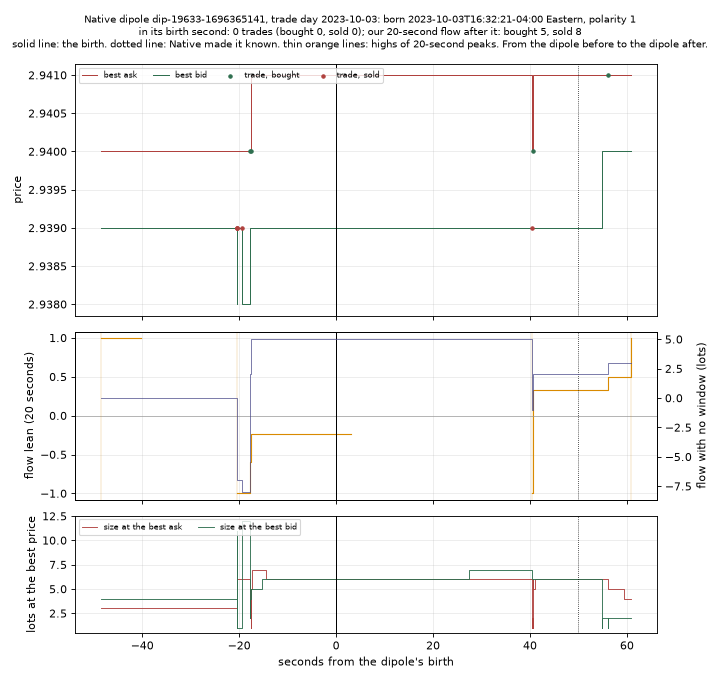 Native dipole dip-19633-1696365141, trade day 2023-10-03: born 2023-10-03T16:32:21-04:00 Eastern, polarity 1
in its birth second: 0 trades (bought 0, sold 0); our 20-second flow after it: bought 5, sold 8
solid line: the birth. dotted line: Native made it known. thin orange lines: highs of 20-second peaks. From the dipole before to the dipole after.
best ask best bid trade, bought trade, sold
2.9410
2.9405
2.9400
2.9395
2.9390
2.9385
2.9380
price
1.0
0.5
0.0
−0.5
−1.0
flow lean (20 seconds)
5.0
2.5
0.0
−2.5
−5.0
−7.5
flow with no window (lots)
size at the best ask size at the best bid
12.5
10.0
7.5
5.0
2.5
lots at the best price
−40 −20 0 20 40 60
seconds from the dipole's birth